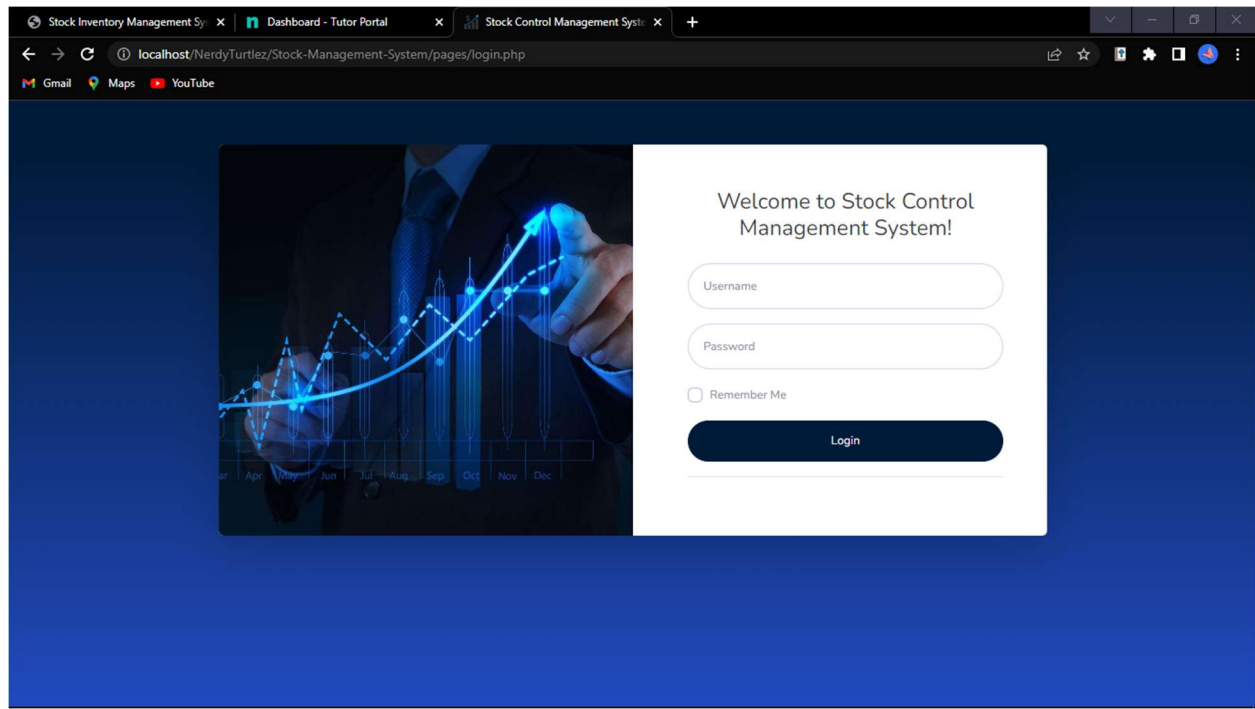 Stock Inventory Management Sy
Dashboard - Tutor Portal
Stock Control Management Syste
localhost/NerdyTurtlez/Stock-Management-System/pages/login.php
Gmail
Maps
YouTube
Welcome to Stock Control
Management System!
Username
Password
Remember Me
Login
ar Apr May Jun Jul Aug Sep Oct Nov Dec